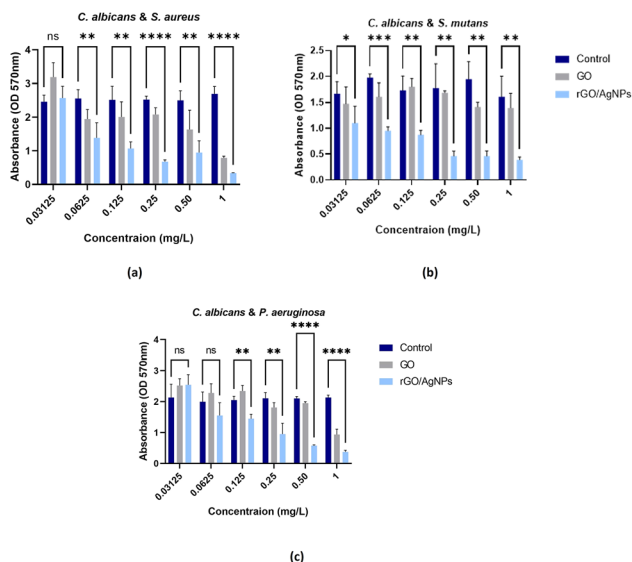 C. albicans & S. aureus
ns ** ** **** ** ****
Absorbance (OD 570nm)
4
3
2
1
0
0.03125 0.0625 0.125 0.25 0.50 1
Concentraion (mg/L)
(a)
C. albicans & S. mutans
* *** ** ** ** **
Absorbance (OD 570nm)
2.5
2.0
1.5
1.0
0.5
0.0
0.03125 0.0625 0.125 0.25 0.50 1
Concentraion (mg/L)
(b)
Control
GO
rGO/AgNPs
C. albicans & P. aeruginosa
ns ns ** ** **** ****
Absorbance (OD 570nm)
4
3
2
1
0
0.03125 0.0625 0.125 0.25 0.50 1
Concentraion (mg/L)
Control
GO
rGO/AgNPs
(c)